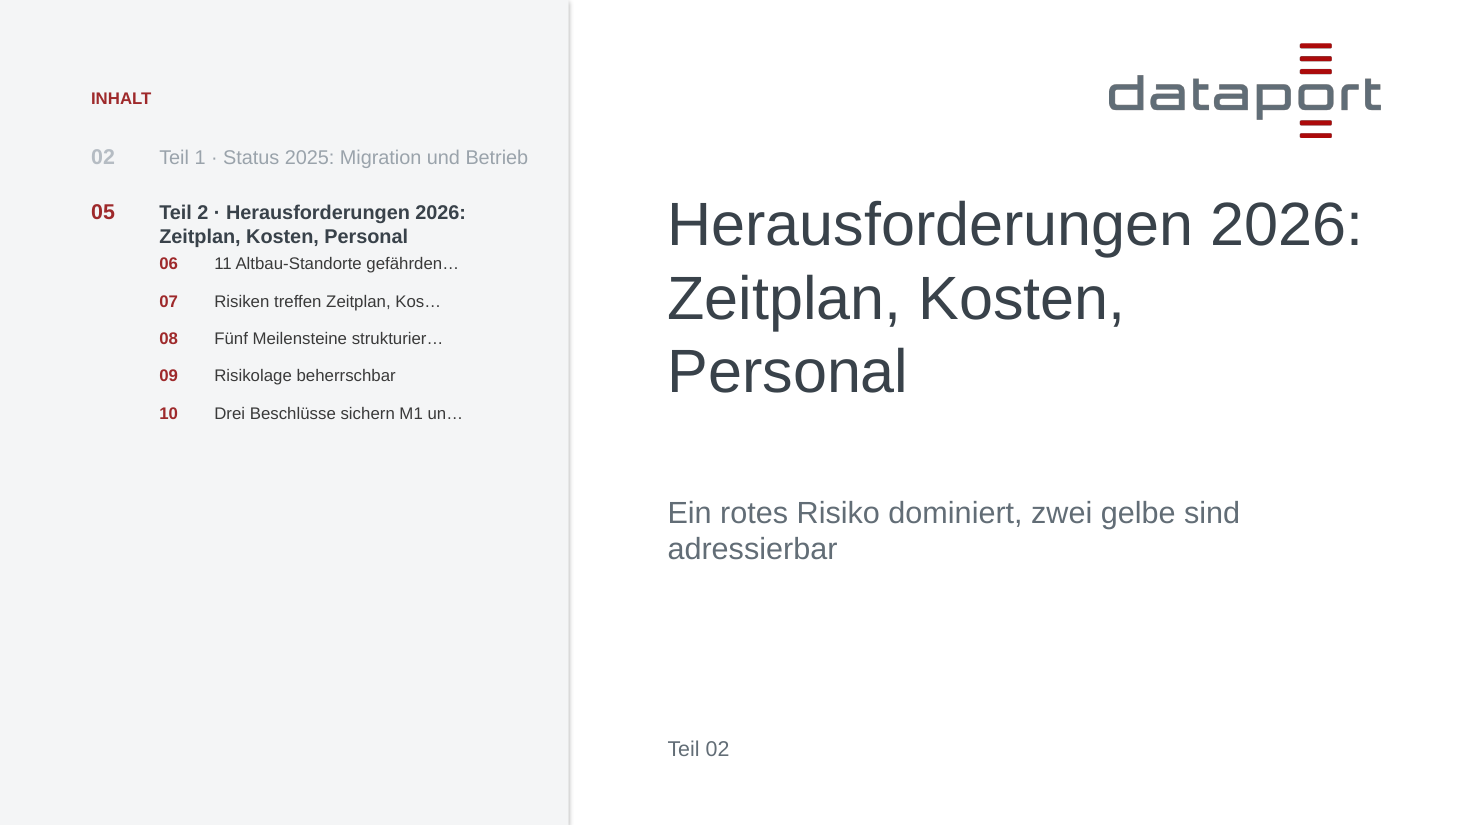 INHALT
02 Teil 1 · Status 2025: Migration und Betrieb
05 Teil 2 · Herausforderungen 2026:
Zeitplan, Kosten, Personal
06 11 Altbau-Standorte gefährden…
07 Risiken treffen Zeitplan, Kos…
08 Fünf Meilensteine strukturier…
09 Risikolage beherrschbar
10 Drei Beschlüsse sichern M1 un…
dataport
Herausforderungen 2026:
Zeitplan, Kosten,
Personal
Ein rotes Risiko dominiert, zwei gelbe sind
adressierbar
Teil 02